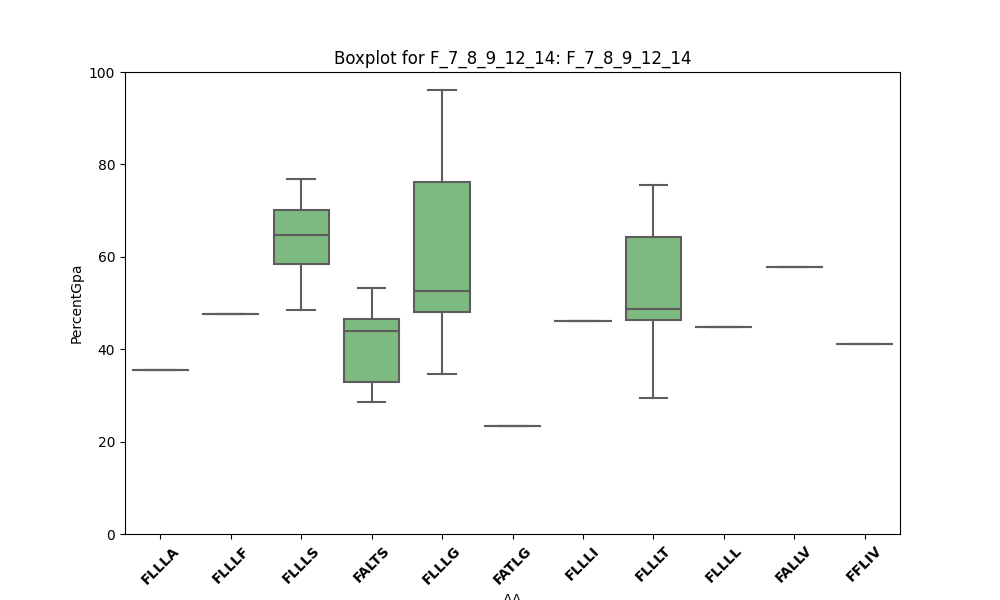 Boxplot for F_7_8_9_12_14: F_7_8_9_12_14
100
80
60
40
20
0
PercentGpa
FLLLA
FLLLF
FLLLS
FALTS
FLLLG
FATLG
FLLLI
FLLLT
FLLLL
FALLV
FFLIV
AA